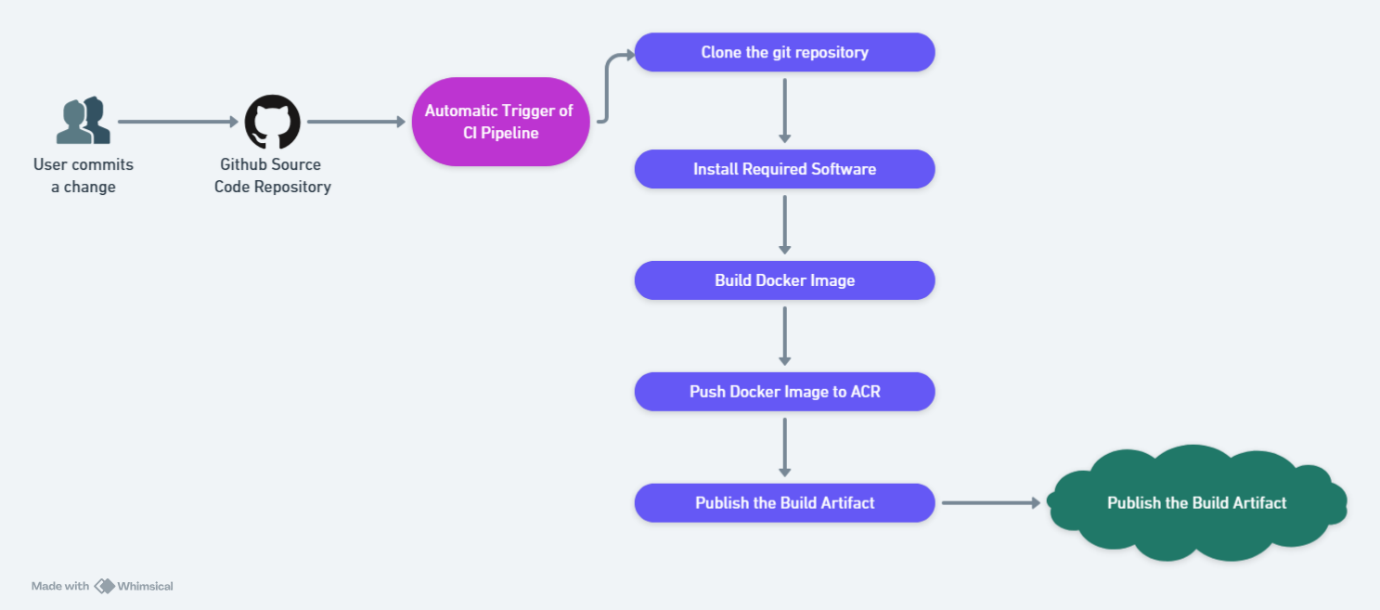 User commits
a change
Github Source
Code Repository
Automatic Trigger of
CI Pipeline
Clone the git repository
Install Required Software
Build Docker Image
Push Docker Image to ACR
Publish the Build Artifact
Publish the Build Artifact
Made with Whimsical